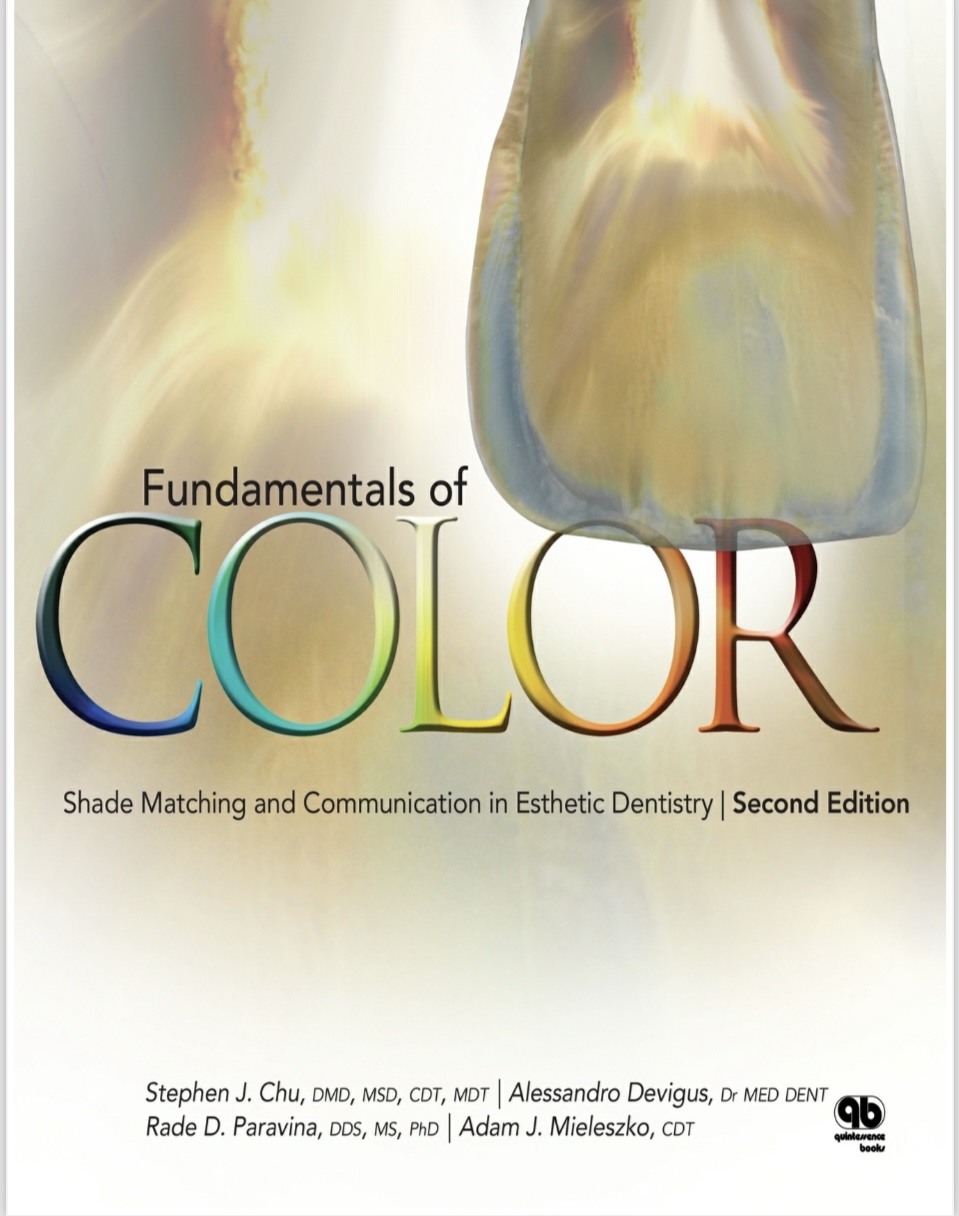 Fundamentals of
COLOR
Shade Matching and Communication in Esthetic Dentistry | Second Edition
Stephen J. Chu, DMD, MSD, CDT, MDT | Alessandro Devigus, Dr MED DENT
Rade D. Paravina, DDS, MS, PhD | Adam J. Mieleszko, CDT
qb
quintessence
books